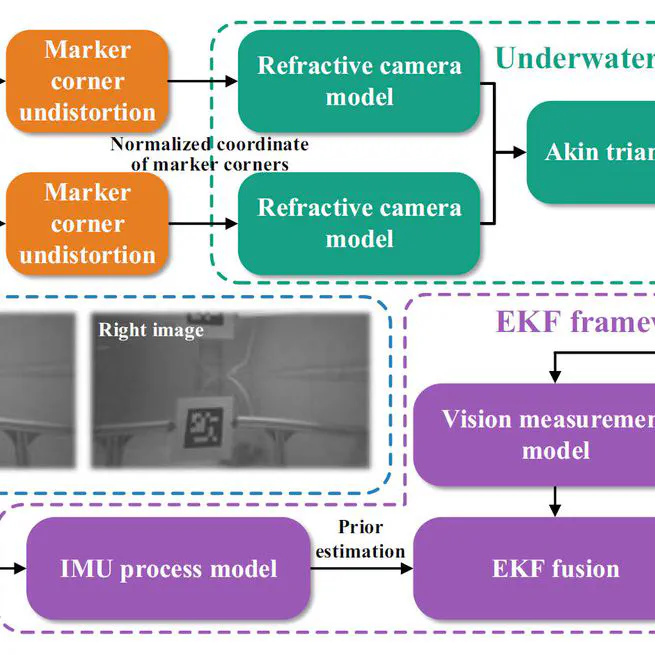 Marker
corner
undistortion
Refractive camera
model
Underwater
Akin trian
Normalized coordinate
of marker corners
Marker
corner
undistortion
Refractive camera
model
Right image
EKF frame
Vision measuremen
model
Prior
estimation
IMU process model
EKF fusion